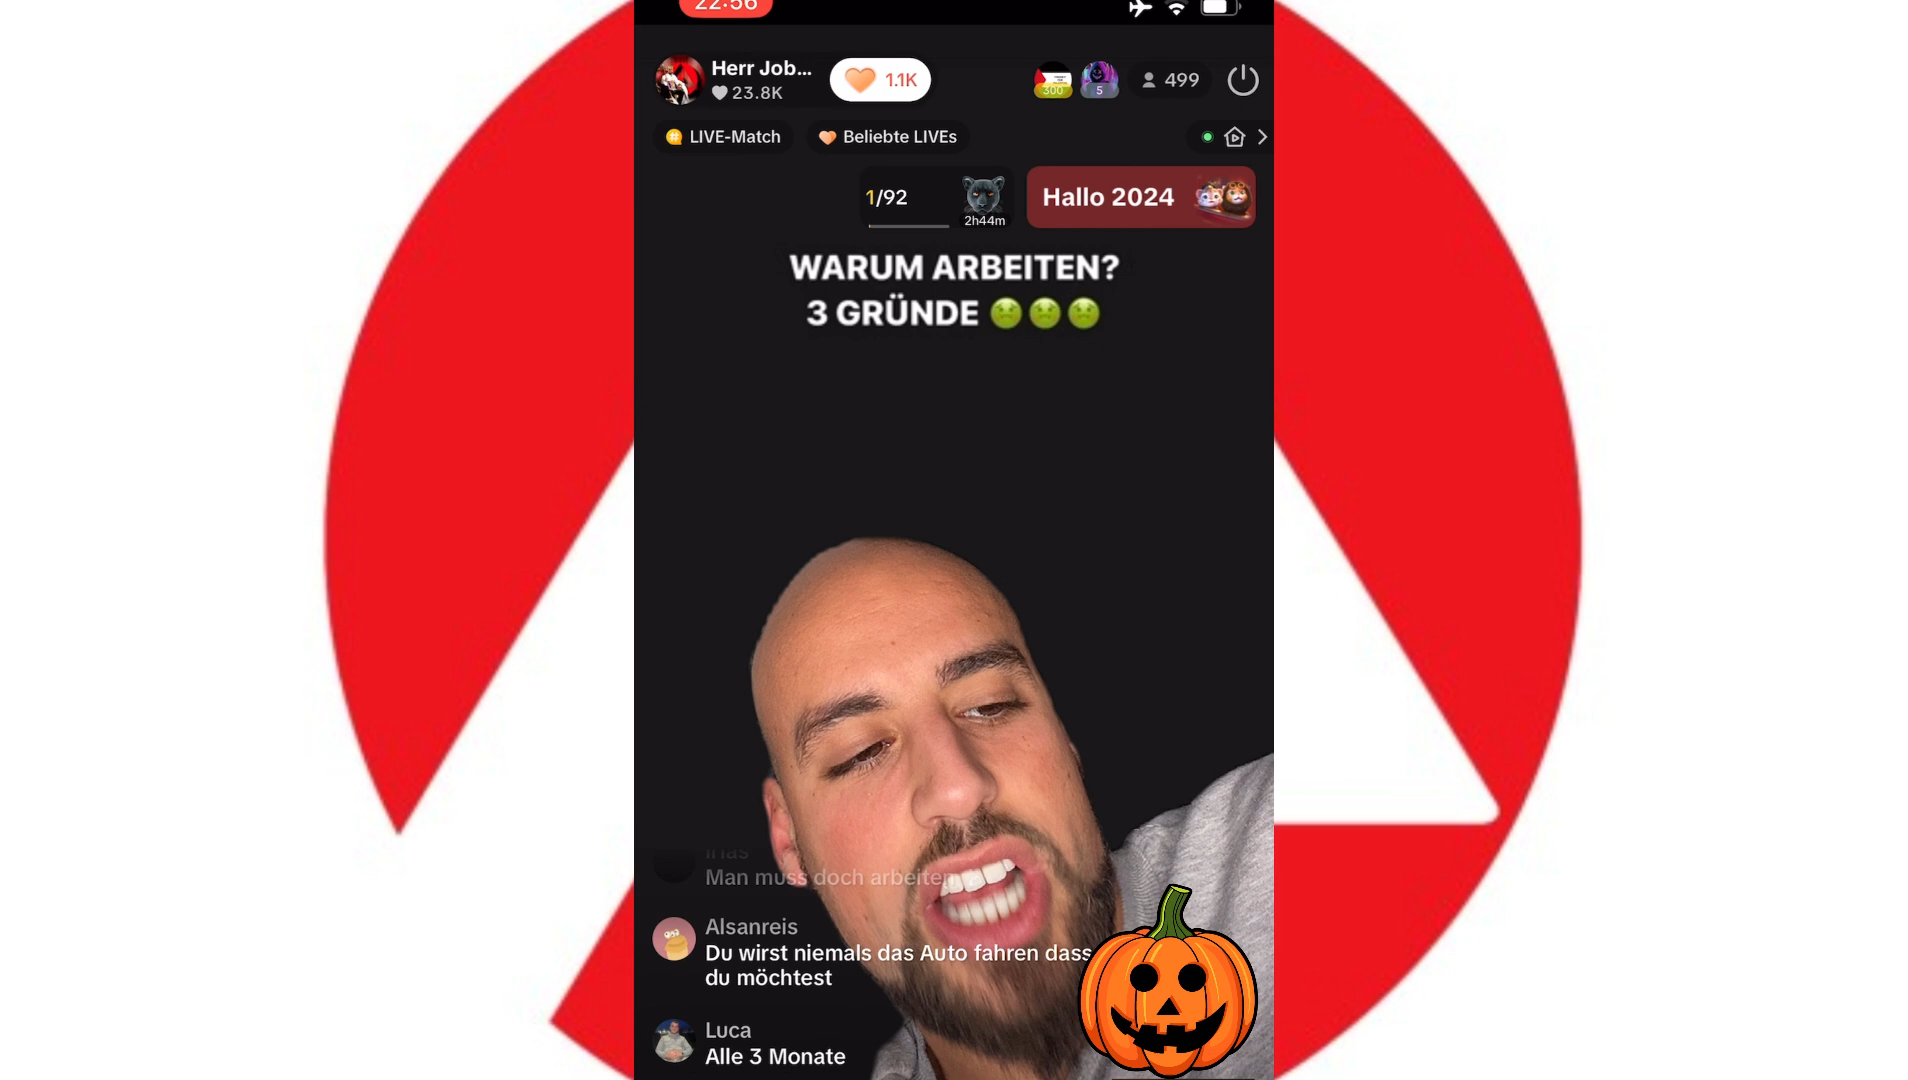 22:56
Herr Job...
1.1K
23.8K
300
5
499
LIVE-Match
Beliebte LIVEs
1/92
2h44m
Hallo 2024
WARUM ARBEITEN?
3 GRÜNDE 🤢🤢🤢
Man muss doch arbeiten
Alsanreis
Du wirst niemals das Auto fahren dass
du möchtest
Luca
Alle 3 Monate